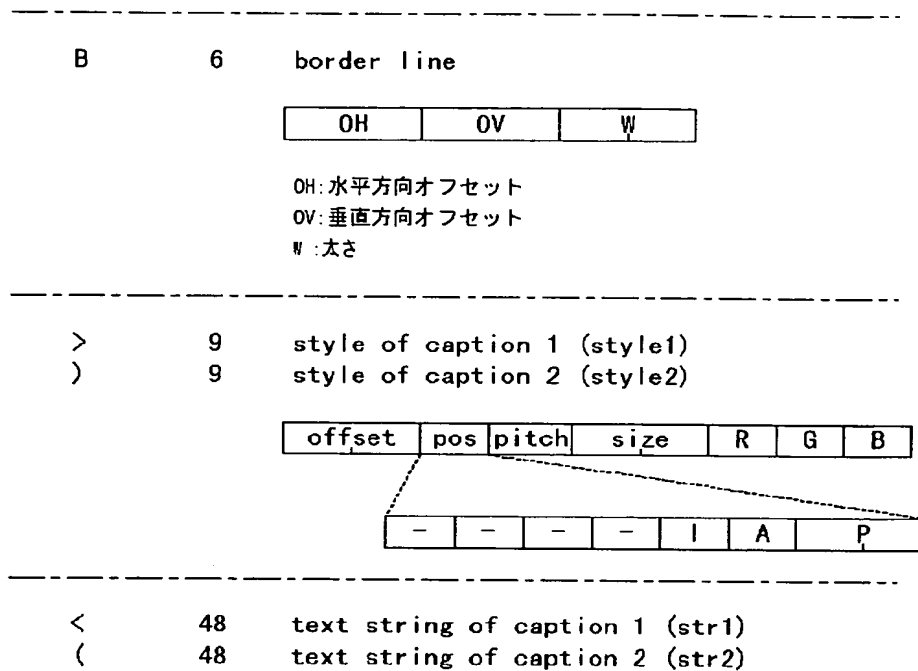 B 6 border line
OH OV W
OH:水平方向オフセット
OV:垂直方向オフセット
W :太さ
> 9 style of caption 1 (style1)
) 9 style of caption 2 (style2)
offset pos pitch size R G B
- - - - I A P
< 48 text string of caption 1 (str1)
( 48 text string of caption 2 (str2)